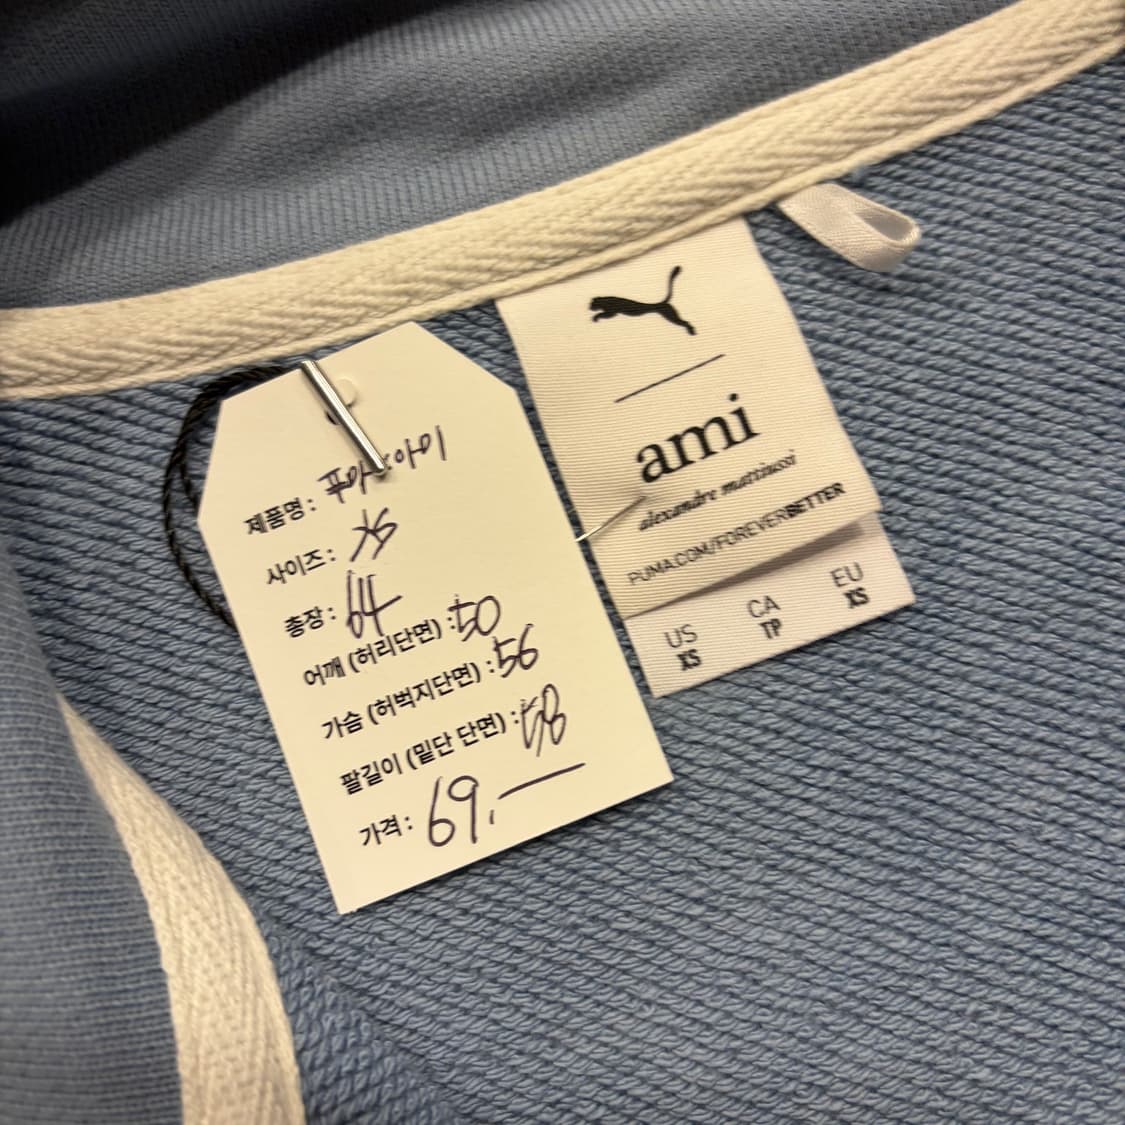 제품명: 푸마x아미
사이즈: XS
총장: 64
어깨 (허리단면) : 50
가슴 (허벅지단면) : 56
팔길이 (밑단 단면) : 58
가격: 69.—
ami
alexandre mattiussi
PUMA.COM/FOREVERBETTER
US CA EU
XS TP XS